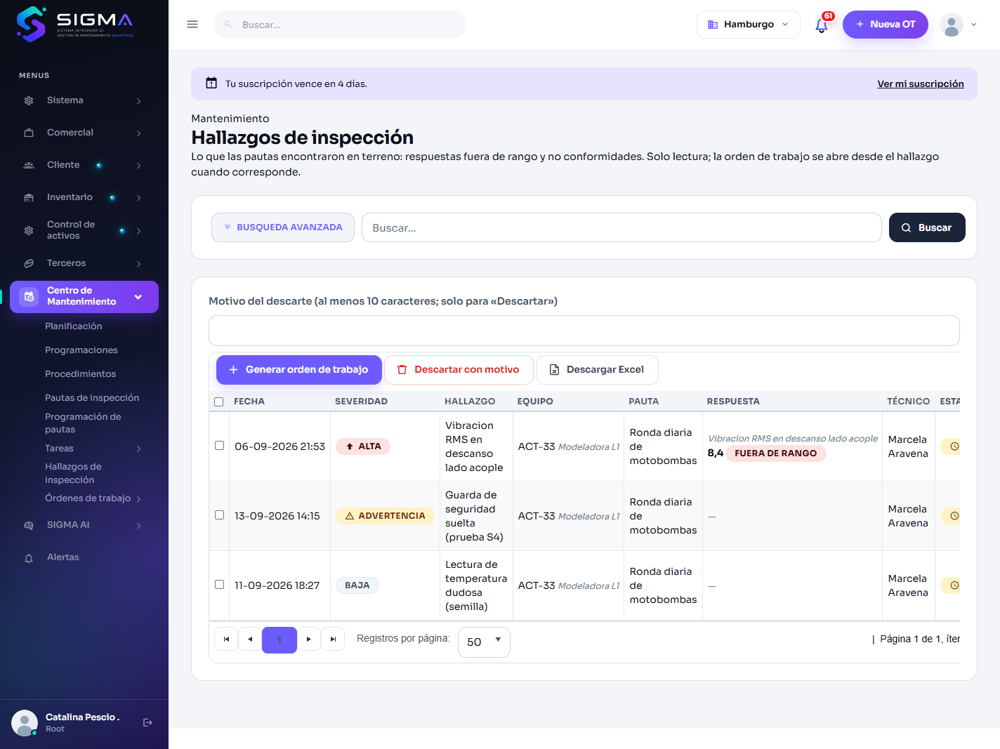 SIGMA
SISTEMA INTEGRADO DE
GESTIÓN DE MANTENIMIENTO INDUSTRIAL
Buscar...
Hamburgo
61
+ Nueva OT
MENUS
Sistema
Comercial
Cliente
Inventario
Control de
activos
Terceros
Centro de
Mantenimiento
Planificación
Programaciones
Procedimientos
Pautas de inspección
Programación de
pautas
Tareas
Hallazgos de
inspección
Órdenes de trabajo
SIGMA AI
Alertas
Catalina Pescio .
Root
Tu suscripción vence en 4 días.
Ver mi suscripción
Mantenimiento
Hallazgos de inspección
Lo que las pautas encontraron en terreno: respuestas fuera de rango y no conformidades. Solo lectura; la orden de trabajo se abre desde el hallazgo
cuando corresponde.
BUSQUEDA AVANZADA
Buscar...
Buscar
Motivo del descarte (al menos 10 caracteres; solo para «Descartar»)
+ Generar orden de trabajo
Descartar con motivo
Descargar Excel
FECHA SEVERIDAD HALLAZGO EQUIPO PAUTA RESPUESTA TÉCNICO ESTA
06-09-2026 21:53
ALTA
Vibracion
RMS en
descanso
lado acople
ACT-33 Modeladora L1
Ronda diaria
de
motobombas
Vibracion RMS en descanso lado acople
8,4 FUERA DE RANGO
Marcela
Aravena
13-09-2026 14:15
ADVERTENCIA
Guarda de
seguridad
suelta
(prueba S4)
ACT-33 Modeladora L1
Ronda diaria
de
motobombas
—
Marcela
Aravena
11-09-2026 18:27
BAJA
Lectura de
temperatura
dudosa
(semilla)
ACT-33 Modeladora L1
Ronda diaria
de
motobombas
—
Marcela
Aravena
1
Registros por página:
50
| Página 1 de 1, íter